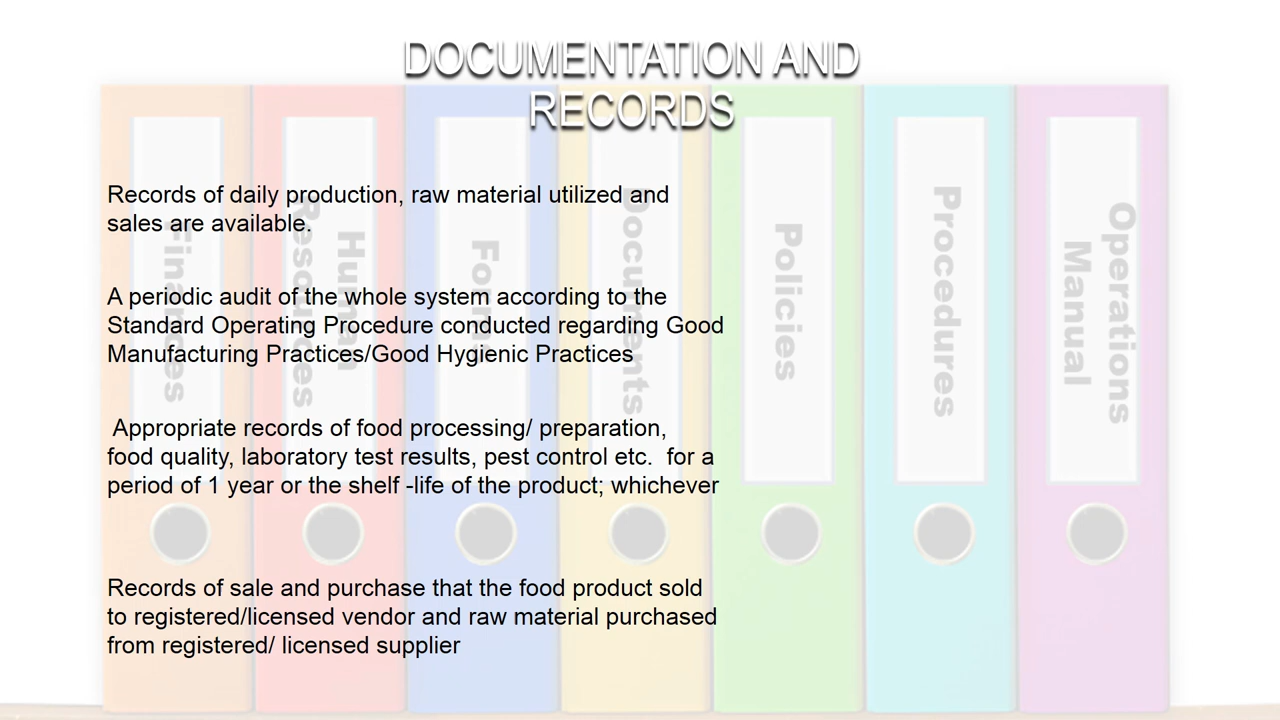 DOCUMENTATION AND
RECORDS
Records of daily production, raw material utilized and
sales are available.
A periodic audit of the whole system according to the
Standard Operating Procedure conducted regarding Good
Manufacturing Practices/Good Hygienic Practices
Appropriate records of food processing/ preparation,
food quality, laboratory test results, pest control etc.  for a
period of 1 year or the shelf -life of the product; whichever
Records of sale and purchase that the food product sold
to registered/licensed vendor and raw material purchased
from registered/ licensed supplier
Finances
Human
Resources
Forms
Documents
Policies
Procedures
Operations
Manual